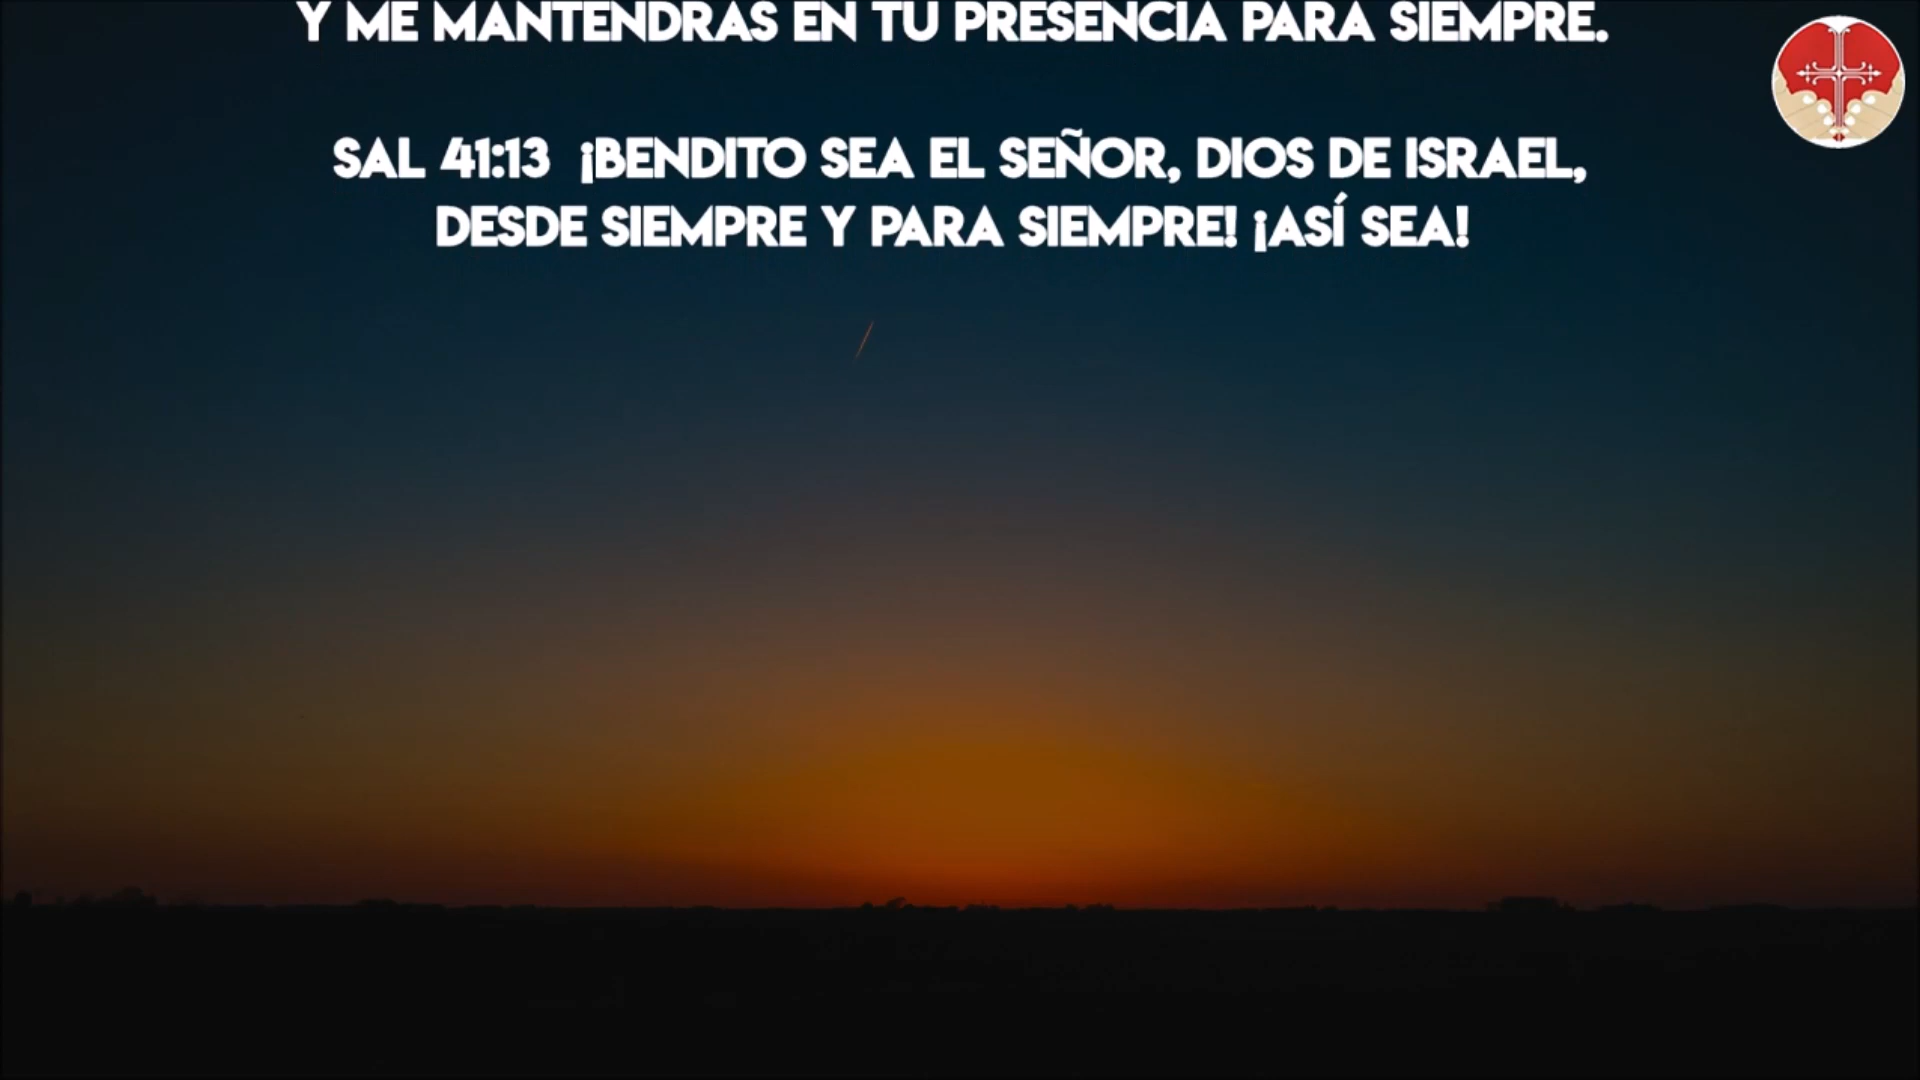 Y ME MANTENDRAS EN TU PRESENCIA PARA SIEMPRE.
SAL 41:13 ¡BENDITO SEA EL SEÑOR, DIOS DE ISRAEL,
DESDE SIEMPRE Y PARA SIEMPRE! ¡ASÍ SEA!